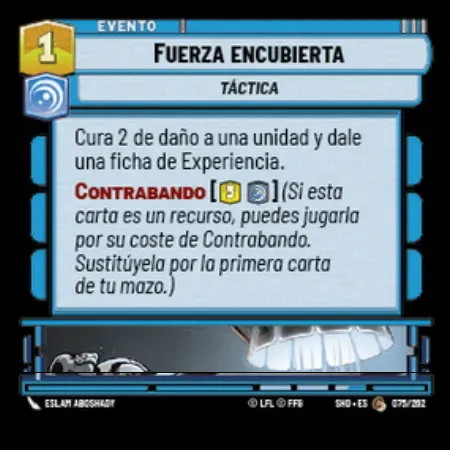 EVENTO
1
FUERZA ENCUBIERTA
TÁCTICA
Cura 2 de daño a una unidad y dale
una ficha de Experiencia.
CONTRABANDO [3] (Si esta
carta es un recurso, puedes jugarla
por su coste de Contrabando.
Sustitúyela por la primera carta
de tu mazo.)
ESLAM ABOSHADY
© LFL © FFG
SHD • ES
075/262